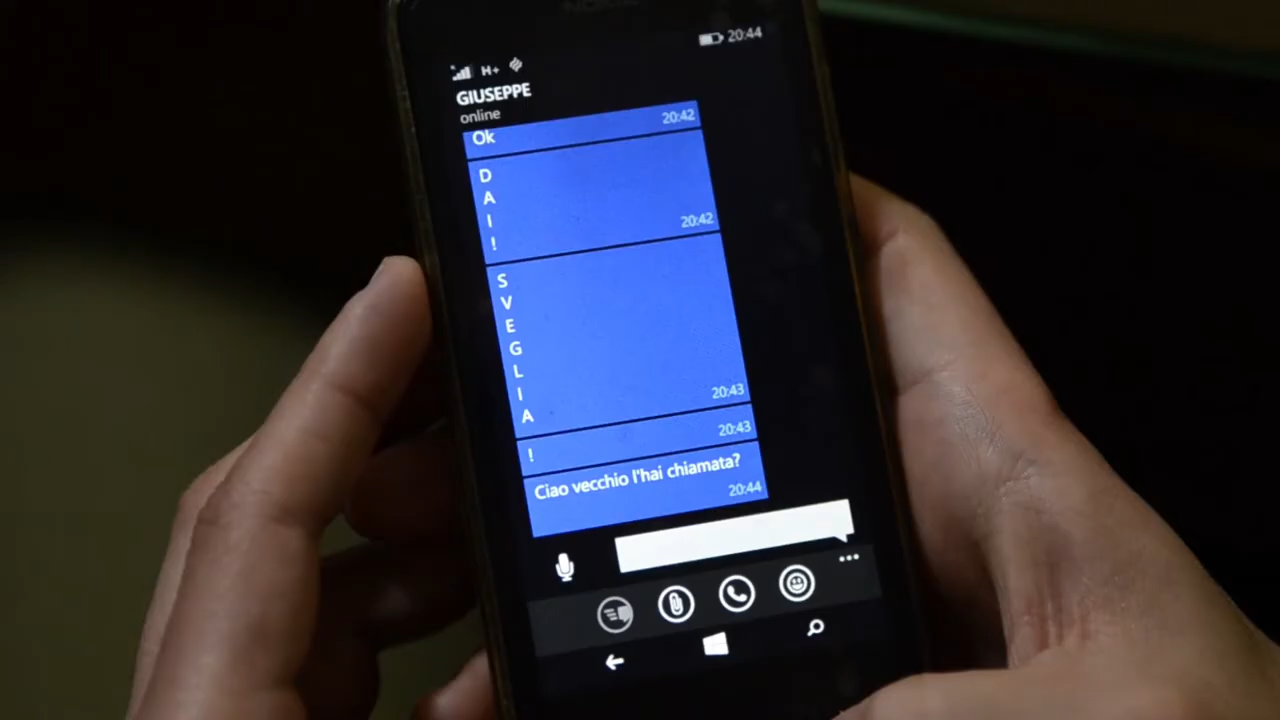 NOKIA
20:44
H+
GIUSEPPE
online
Ok
20:42
D
A
I
!
20:42
S
V
E
G
L
I
A
20:43
!
20:43
Ciao vecchio l'hai chiamata?
20:44